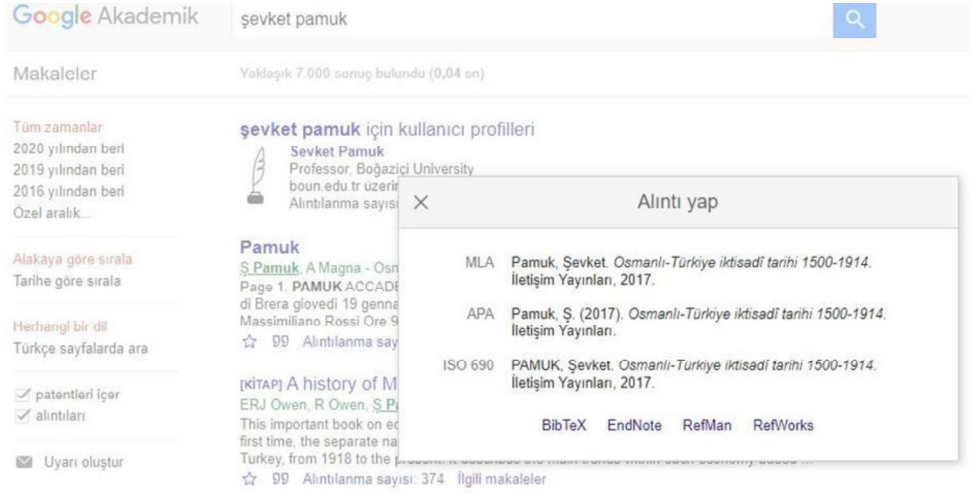 Google Akademik
şevket pamuk
Makaleler
Yaklaşık 7.000 sonuç bulundu (0,04 sn)
Tüm zamanlar
2020 yılından beri
2019 yılından beri
2016 yılından beri
Özel aralık...
Alakaya göre sırala
Tarihe göre sırala
Herhangi bir dil
Türkçe sayfalarda ara
patentleri içer
alıntıları
Uyarı oluştur
şevket pamuk için kullanıcı profilleri
Sevket Pamuk
Professor, Boğaziçi University
boun.edu.tr üzerin
Alıntılanma sayıs
Pamuk
Ş Pamuk, A Magna - Osn
Page 1. PAMUK ACCADE
di Brera giovedì 19 genna
Massimiliano Rossi Ore 9
Alıntılanma say
[KİTAP] A history of M
ERJ Owen, R Owen, Ş Pa
This important book on ec
first time, the separate na
Turkey, from 1918 to the present.
Alıntılanma sayısı: 374 İlgili makaleler
Alıntı yap
MLA Pamuk, Şevket. Osmanlı-Türkiye iktisadî tarihi 1500-1914.
İletişim Yayınları, 2017.
APA Pamuk, Ş. (2017). Osmanlı-Türkiye iktisadî tarihi 1500-1914.
İletişim Yayınları.
ISO 690 PAMUK, Şevket. Osmanlı-Türkiye iktisadî tarihi 1500-1914.
İletişim Yayınları, 2017.
BibTeX EndNote RefMan RefWorks